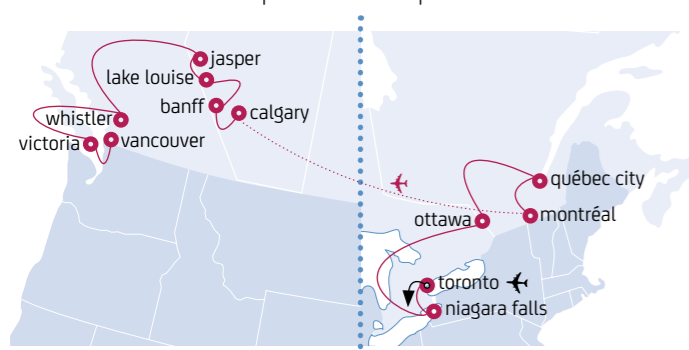 jasper
lake louise
banff
calgary
whistler
victoria
vancouver
québec city
ottawa
montréal
toronto
niagara falls